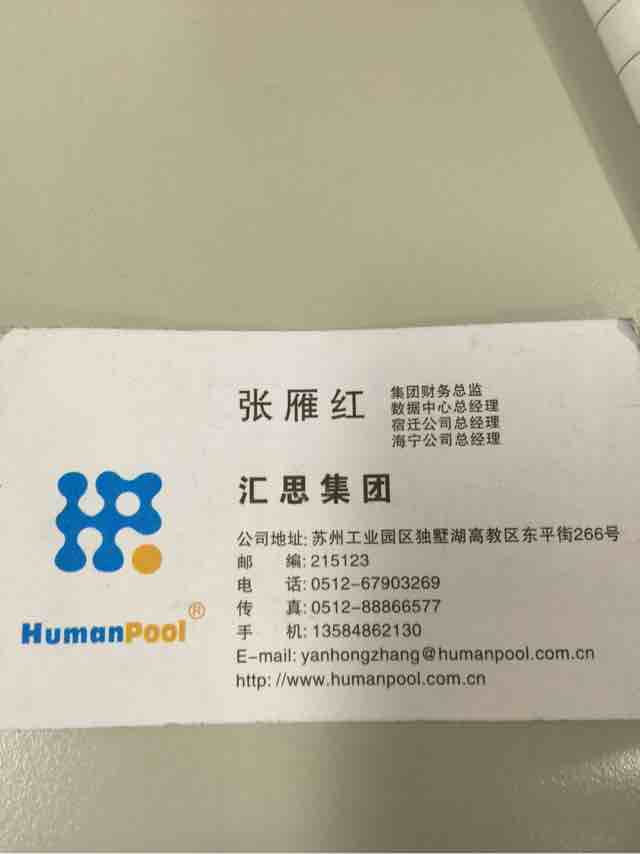 张雁红
集团财务总监
数据中心总经理
宿迁公司总经理
海宁公司总经理
汇思集团
公司地址: 苏州工业园区独墅湖高教区东平街266号
邮 编: 215123
电 话: 0512-67903269
传 真: 0512-88866577
手 机: 13584862130
E-mail: yanhongzhang@humanpool.com.cn
http: //www.humanpool.com.cn
HumanPool®